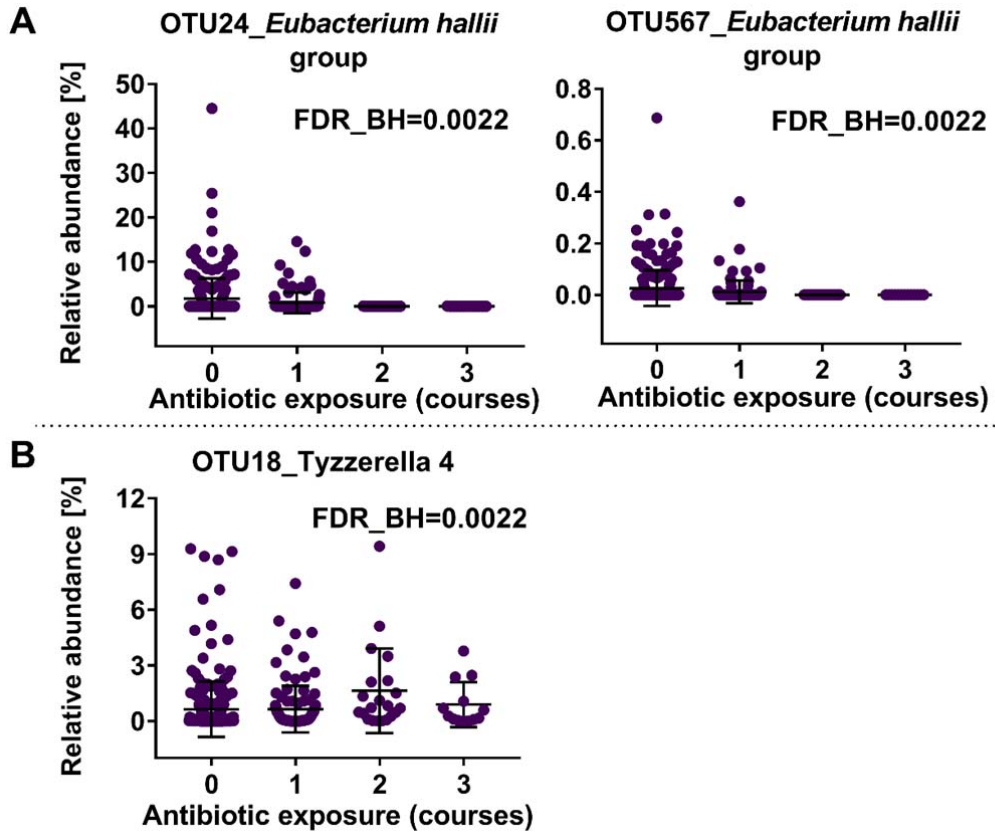 A
OTU24_Eubacterium hallii
group
FDR_BH=0.0022
Relative abundance [%]
50
40
30
20
10
0
0 1 2 3
Antibiotic exposure (courses)
OTU567_Eubacterium hallii
group
FDR_BH=0.0022
0.8
0.6
0.4
0.2
0.0
0 1 2 3
Antibiotic exposure (courses)
B
OTU18_Tyzzerella 4
FDR_BH=0.0022
Relative abundance [%]
12
9
6
3
0
0 1 2 3
Antibiotic exposure (courses)